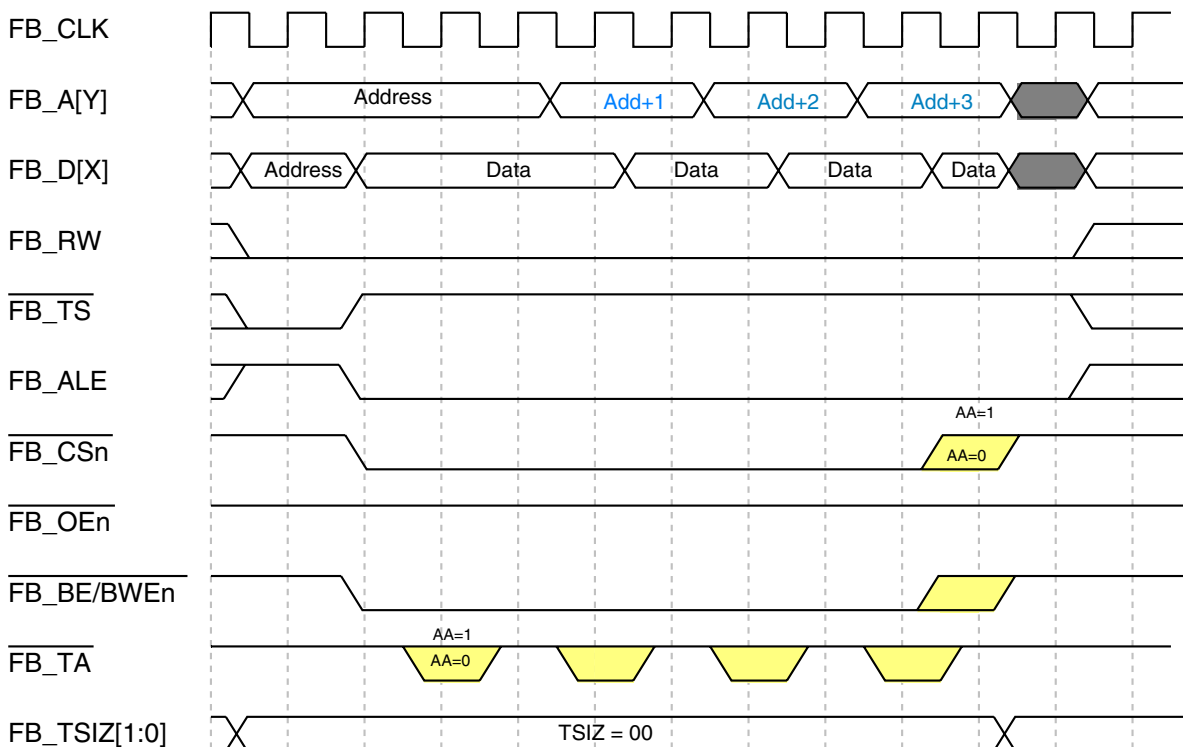 FB_CLK
FB_A[Y] Address Add+1 Add+2 Add+3
FB_D[X] Address Data Data Data Data
FB_RW
FB_TS
FB_ALE
AA=1
FB_CSn AA=0
FB_OEn
FB_BE/BWEn
AA=1
FB_TA AA=0
FB_TSIZ[1:0] TSIZ = 00